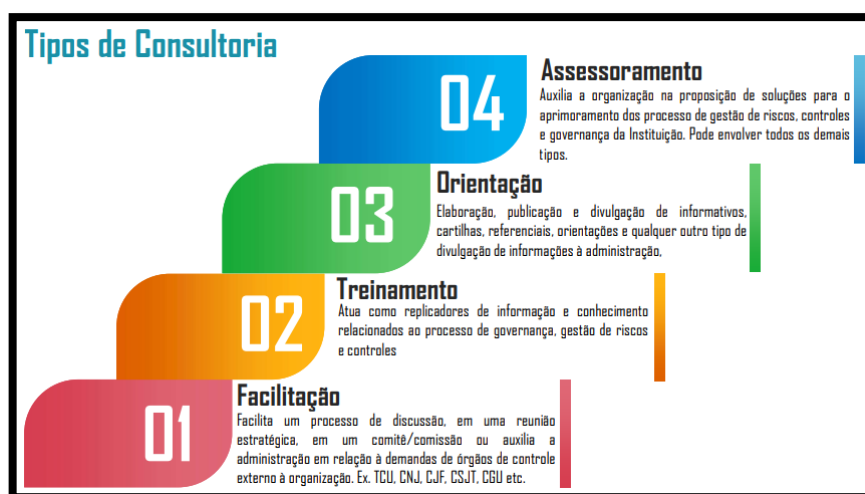 Tipos de Consultoria
04
Assessoramento
Auxilia a organização na proposição de soluções para o
aprimoramento dos processo de gestão de riscos, controles
e governança da Instituição. Pode envolver todos os demais
tipos.
03
Orientação
Elaboração, publicação e divulgação de informativos,
cartilhas, referenciais, orientações e qualquer outro tipo de
divulgação de informações à administração,
02
Treinamento
Atua como replicadores de informação e conhecimento
relacionados ao processo de governança, gestão de riscos
e controles
01
Facilitação
Facilita um processo de discussão, em uma reunião
estratégica, em um comitê/comissão ou auxilia a
administração em relação à demandas de órgãos de controle
externo à organização. Ex. TCU, CNJ, CJF, CSJT, CGU etc.